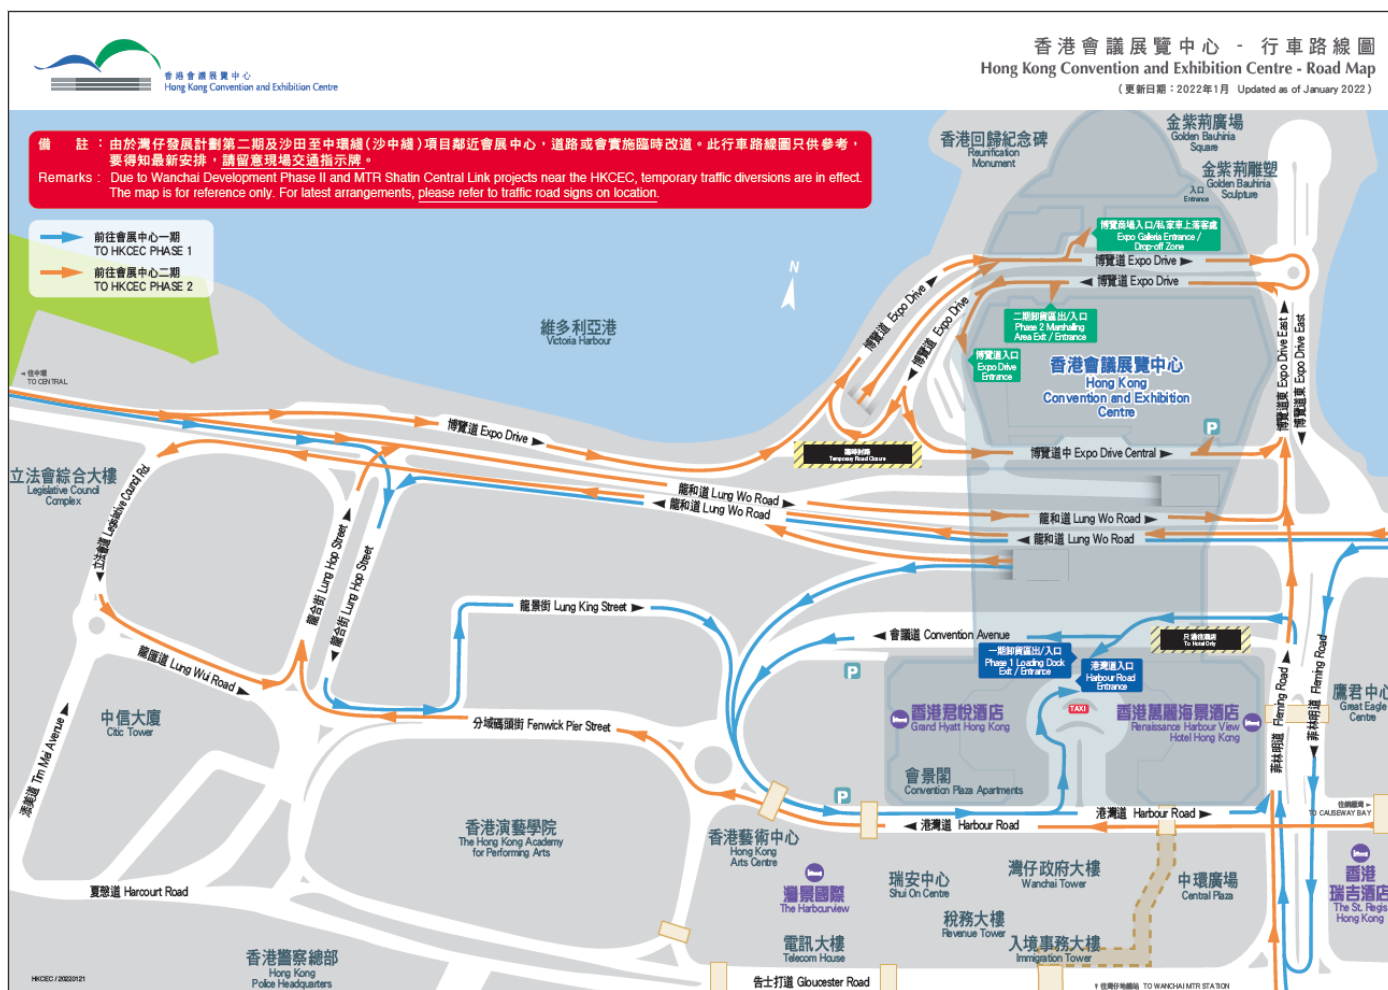 香港會議展覽中心
Hong Kong Convention and Exhibition Centre
香港會議展覽中心 - 行車路線圖
Hong Kong Convention and Exhibition Centre - Road Map
(更新日期：2022年1月 Updated as of January 2022)
備 註：由於灣仔發展計劃第二期及沙田至中環綫(沙中綫)項目鄰近會展中心，道路或會實施臨時改道。此行車路線圖只供參考，
要得知最新安排，請留意現場交通指示牌。
Remarks : Due to Wanchai Development Phase II and MTR Shatin Central Link projects near the HKCEC, temporary traffic diversions are in effect.
The map is for reference only. For latest arrangements, please refer to traffic road signs on location.
前往會展中心一期
TO HKCEC PHASE 1
前往會展中心二期
TO HKCEC PHASE 2
香港回歸紀念碑
Reunification
Monument
金紫荊廣場
Golden Bauhinia
Square
金紫荊雕塑
Golden Bauhinia
Sculpture
入口
Entrance
博覽商場入口/私家車上落客處
Expo Galleria Entrance /
Drop-off Zone
博覽道 Expo Drive
博覽道 Expo Drive
博覽道 Expo Drive
博覽道 Expo Drive
N
維多利亞港
Victoria Harbour
二期卸貨區出/入口
Phase 2 Marshalling
Area Exit / Entrance
博覽道入口
Expo Drive
Entrance
香港會議展覽中心
Hong Kong
Convention and Exhibition
Centre
博覽道東 Expo Drive East
博覽道東 Expo Drive East
往中環
TO CENTRAL
博覽道 Expo Drive
臨時封路
Temporary Road Closure
博覽道中 Expo Drive Central
P
立法會綜合大樓
Legislative Council
Complex
立法會道 Legislative Council Rd
龍和道 Lung Wo Road
龍和道 Lung Wo Road
龍和道 Lung Wo Road
龍和道 Lung Wo Road
龍合街 Lung Hop Street
龍合街 Lung Hop Street
龍景街 Lung King Street
會議道 Convention Avenue
只通往酒店
To Hotel Only
一期卸貨區出/入口
Phase 1 Loading Dock
Exit / Entrance
港灣道入口
Harbour Road
Entrance
P
TAXI
龍匯道 Lung Wui Road
中信大廈
Citic Tower
添美道 Tim Mei Avenue
分域碼頭街 Fenwick Pier Street
香港君悅酒店
Grand Hyatt Hong Kong
香港萬麗海景酒店
Renaissance Harbour View
Hotel Hong Kong
菲林明道 Fleming Road
菲林明道 Fleming Road
鷹君中心
Great Eagle
Centre
會景閣
Convention Plaza Apartments
P
港灣道 Harbour Road
港灣道 Harbour Road
往銅鑼灣
TO CAUSEWAY BAY
香港演藝學院
The Hong Kong Academy
for Performing Arts
香港藝術中心
Hong Kong
Arts Centre
灣景國際
The Harbourview
瑞安中心
Shui On Centre
灣仔政府大樓
Wanchai Tower
中環廣場
Central Plaza
香港
瑞吉酒店
The St. Regis
Hong Kong
夏慤道 Harcourt Road
稅務大樓
Revenue Tower
入境事務大樓
Immigration Tower
電訊大樓
Telecom House
香港警察總部
Hong Kong
Police Headquarters
告士打道 Gloucester Road
往灣仔地鐵站 TO WANCHAI MTR STATION
HKCEC / 20220121